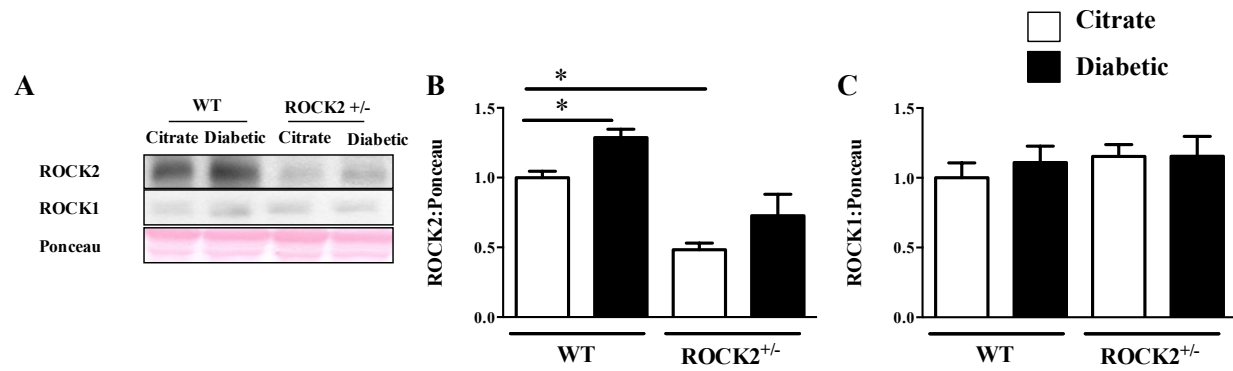 Citrate
Diabetic
A
WT ROCK2 +/-
Citrate Diabetic Citrate Diabetic
ROCK2
ROCK1
Ponceau
B
*
*
ROCK2:Ponceau
1.5
1.0
0.5
0.0
WT ROCK2+/-
C
ROCK1:Ponceau
1.5
1.0
0.5
0.0
WT ROCK2+/-